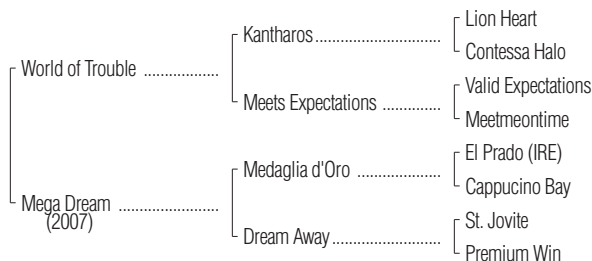 Lion Heart
Kantharos
Contessa Halo
World of Trouble
Valid Expectations
Meets Expectations
Meetmeontime
El Prado (IRE)
Medaglia d'Oro
Cappucino Bay
Mega Dream
(2007)
St. Jovite
Dream Away
Premium Win